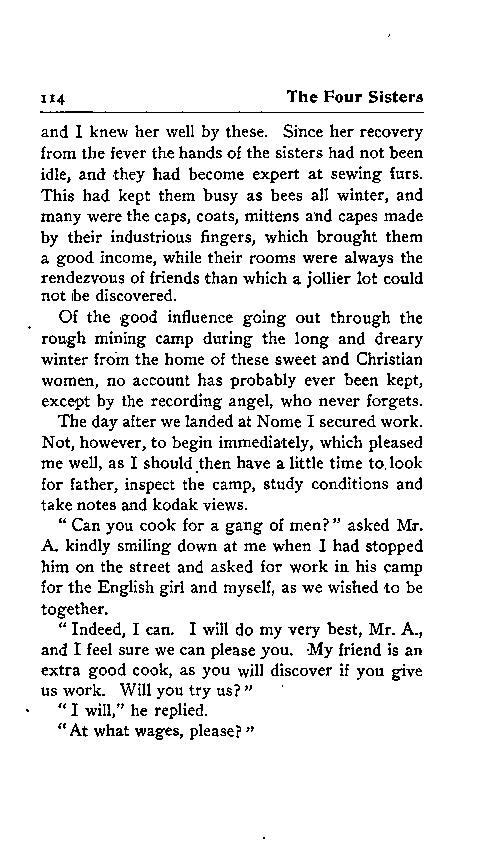 114 The Four Sisters
and I knew her well by these. Since her recovery
from the fever the hands of the sisters had not been
idle, and they had become expert at sewing furs.
This had kept them busy as bees all winter, and
many were the caps, coats, mittens and capes made
by their industrious fingers, which brought them
a good income, while their rooms were always the
rendezvous of friends than which a jollier lot could
not be discovered.
Of the good influence going out through the
rough mining camp during the long and dreary
winter from the home of these sweet and Christian
women, no account has probably ever been kept,
except by the recording angel, who never forgets.
The day after we landed at Nome I secured work.
Not, however, to begin immediately, which pleased
me well, as I should then have a little time to look
for father, inspect the camp, study conditions and
take notes and kodak views.
"Can you cook for a gang of men?" asked Mr.
A. kindly smiling down at me when I had stopped
him on the street and asked for work in his camp
for the English girl and myself, as we wished to be
together.
"Indeed, I can. I will do my very best, Mr. A.,
and I feel sure we can please you. My friend is an
extra good cook, as you will discover if you give
us work. Will you try us?"
"I will," he replied.
"At what wages, please?"